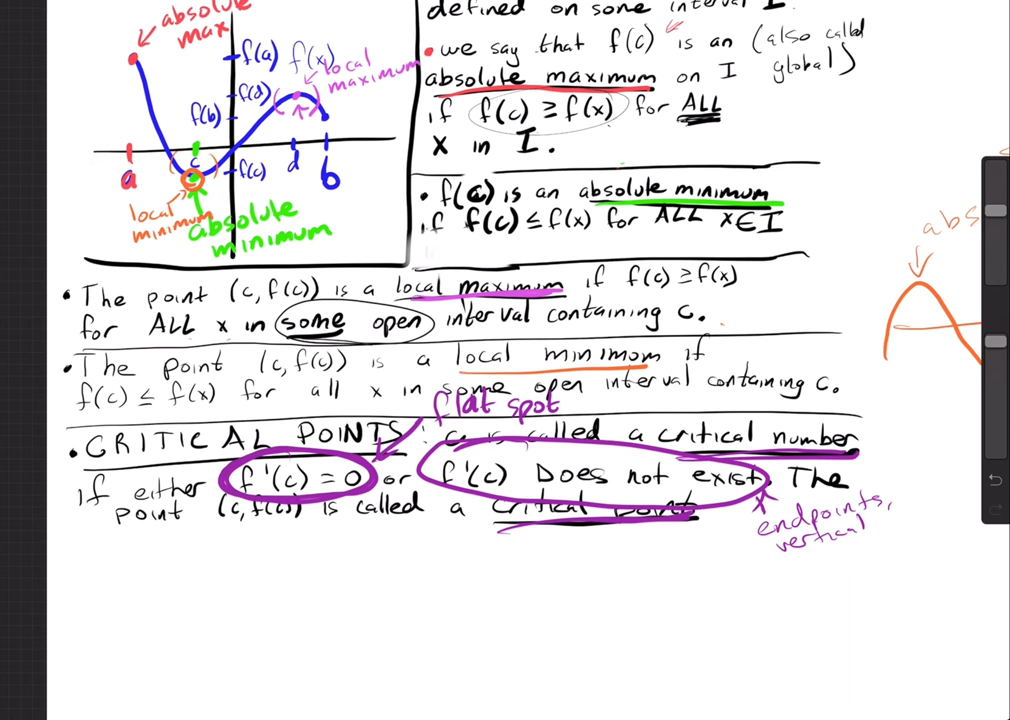 absolute
max
f(a) f(x)
local
maximum
f(d)
f(b)
a
c
f(c)
d
b
local
minimum
absolute
minimum
defined on some interval I
• we say that f(c) is an (also called
absolute maximum on I global)
if f(c) ≥ f(x) for ALL
x in I.
• f(c) is an absolute minimum
if f(c) ≤ f(x) for ALL x ∈ I
• The point (c, f(c)) is a local maximum if f(c) ≥ f(x)
for ALL x in some open interval containing c.
• The point (c, f(c)) is a local minimum if
f(c) ≤ f(x) for all x in some open interval containing c.
flat spot
• CRITICAL POINTS: c is called a critical number
if either f'(c) = 0 or f'(c) Does not exist. The
point (c, f(c)) is called a critical point
endpoints,
vertical
abs